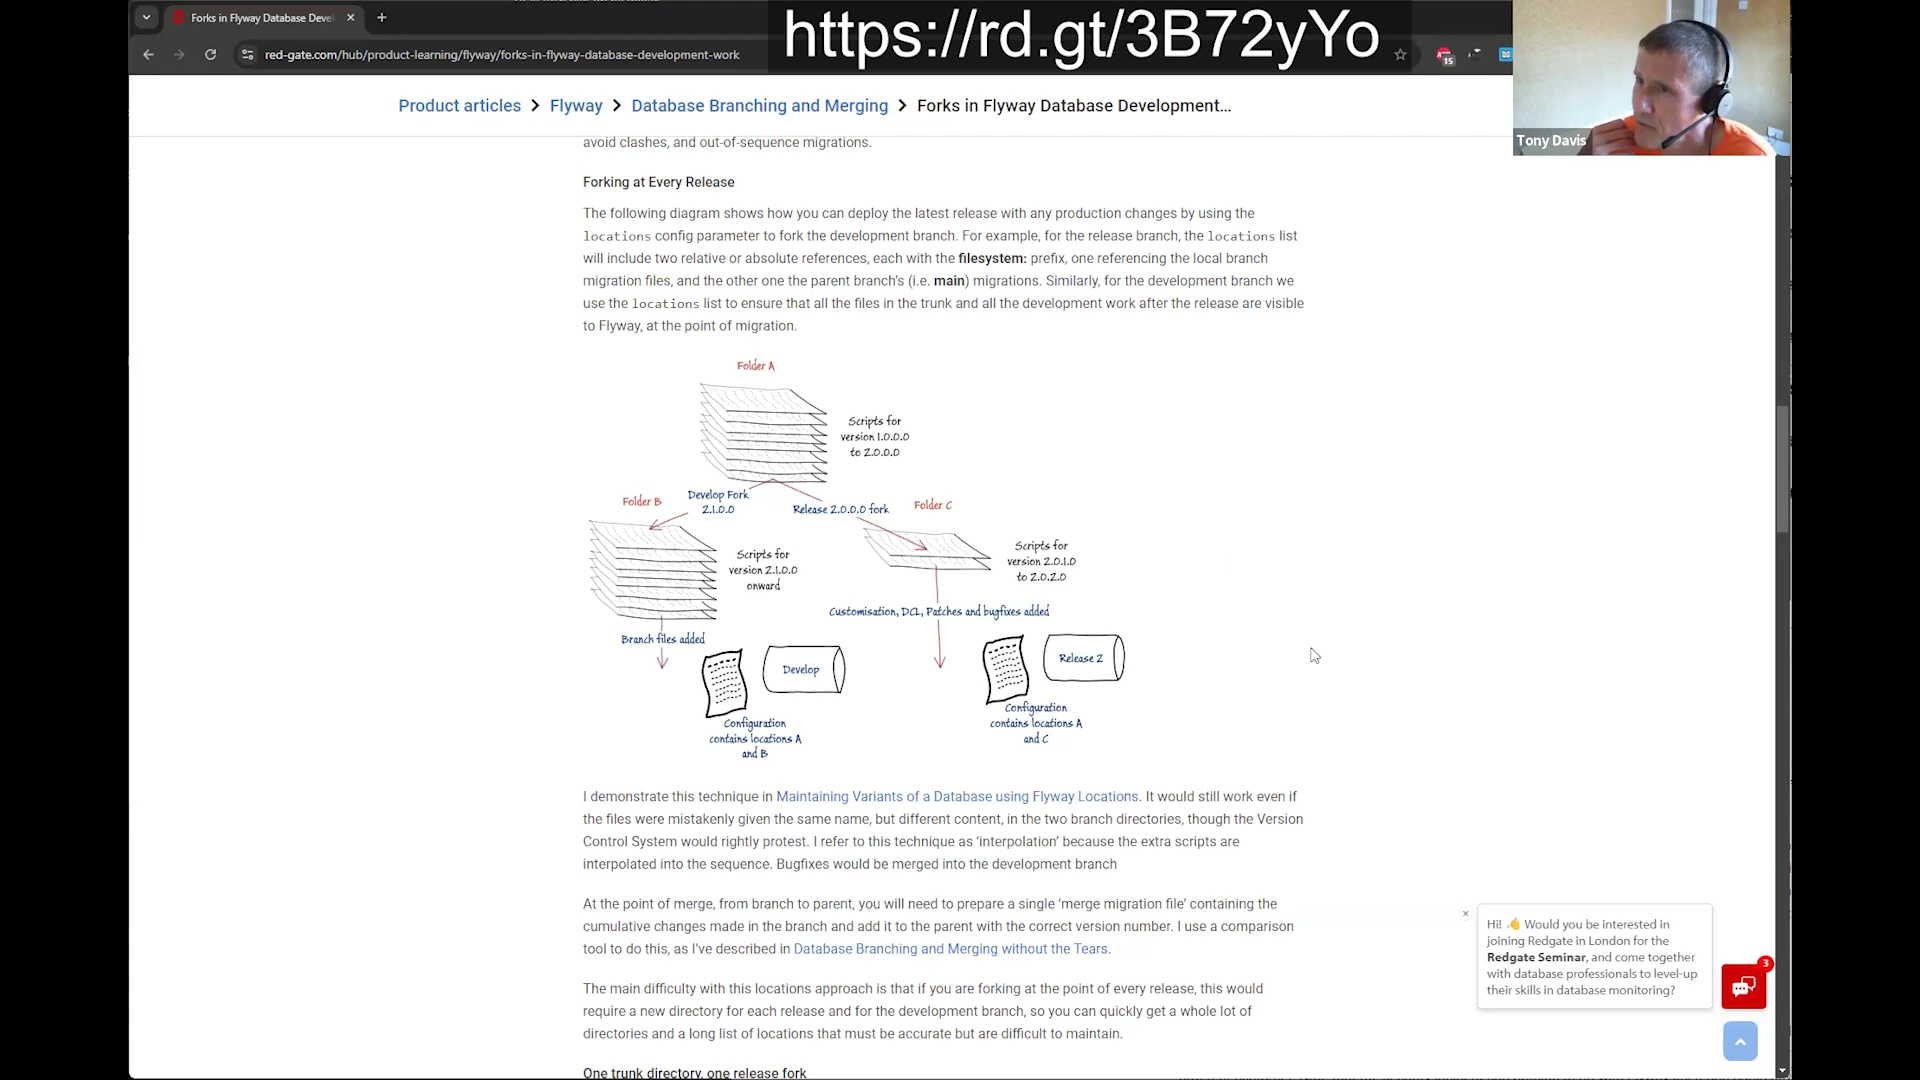 Forks in Flyway Database Devel
https://rd.gt/3B72yYo
red-gate.com/hub/product-learning/flyway/forks-in-flyway-database-development-work
15
Tony Davis
Product articles > Flyway > Database Branching and Merging > Forks in Flyway Database Development...
avoid clashes, and out-of-sequence migrations.
Forking at Every Release
The following diagram shows how you can deploy the latest release with any production changes by using the
locations config parameter to fork the development branch. For example, for the release branch, the locations list
will include two relative or absolute references, each with the filesystem: prefix, one referencing the local branch
migration files, and the other one the parent branch's (i.e. main) migrations. Similarly, for the development branch we
use the locations list to ensure that all the files in the trunk and all the development work after the release are visible
to Flyway, at the point of migration.
Folder A
Scripts for
version 1.0.0.0
to 2.0.0.0
Folder B
Develop Fork
2.1.0.0
Release 2.0.0.0 fork
Folder C
Scripts for
version 2.1.0.0
onward
Scripts for
version 2.0.1.0
to 2.0.2.0
Customisation, DCL, Patches and bugfixes added
Branch files added
Develop
Release 2
Configuration
contains locations A
and B
Configuration
contains locations A
and C
I demonstrate this technique in Maintaining Variants of a Database using Flyway Locations. It would still work even if
the files were mistakenly given the same name, but different content, in the two branch directories, though the Version
Control System would rightly protest. I refer to this technique as ‘interpolation’ because the extra scripts are
interpolated into the sequence. Bugfixes would be merged into the development branch
At the point of merge, from branch to parent, you will need to prepare a single ‘merge migration file’ containing the
cumulative changes made in the branch and add it to the parent with the correct version number. I use a comparison
tool to do this, as I've described in Database Branching and Merging without the Tears.
The main difficulty with this locations approach is that if you are forking at the point of every release, this would
require a new directory for each release and for the development branch, so you can quickly get a whole lot of
directories and a long list of locations that must be accurate but are difficult to maintain.
One trunk directory, one release fork
Hi! 👋 Would you be interested in
joining Redgate in London for the
Redgate Seminar, and come together
with database professionals to level-up
their skills in database monitoring?
3